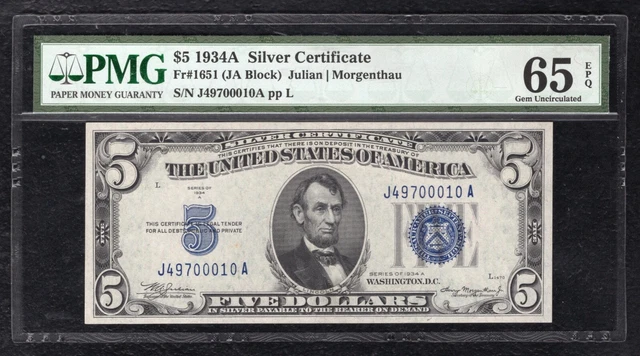 PMG
PAPER MONEY GUARANTY
$5 1934A Silver Certificate
Fr#1651 (JA Block) Julian | Morgenthau
S/N J49700010A pp L
65 EPQ
Gem Uncirculated
5
SILVER CERTIFICATE
THIS CERTIFIES THAT THERE IS ON DEPOSIT IN THE TREASURY OF
THE UNITED STATES OF AMERICA
5
L
SERIES OF
1934
A
J49700010 A
THIS CERTIFICATE IS LEGAL TENDER
FOR ALL DEBTS PUBLIC AND PRIVATE
5
FIVE
J49700010 A
LINCOLN
SERIES OF 1934 A
WASHINGTON, D.C.
5
FIVE DOLLARS
IN SILVER PAYABLE TO THE BEARER ON DEMAND
5